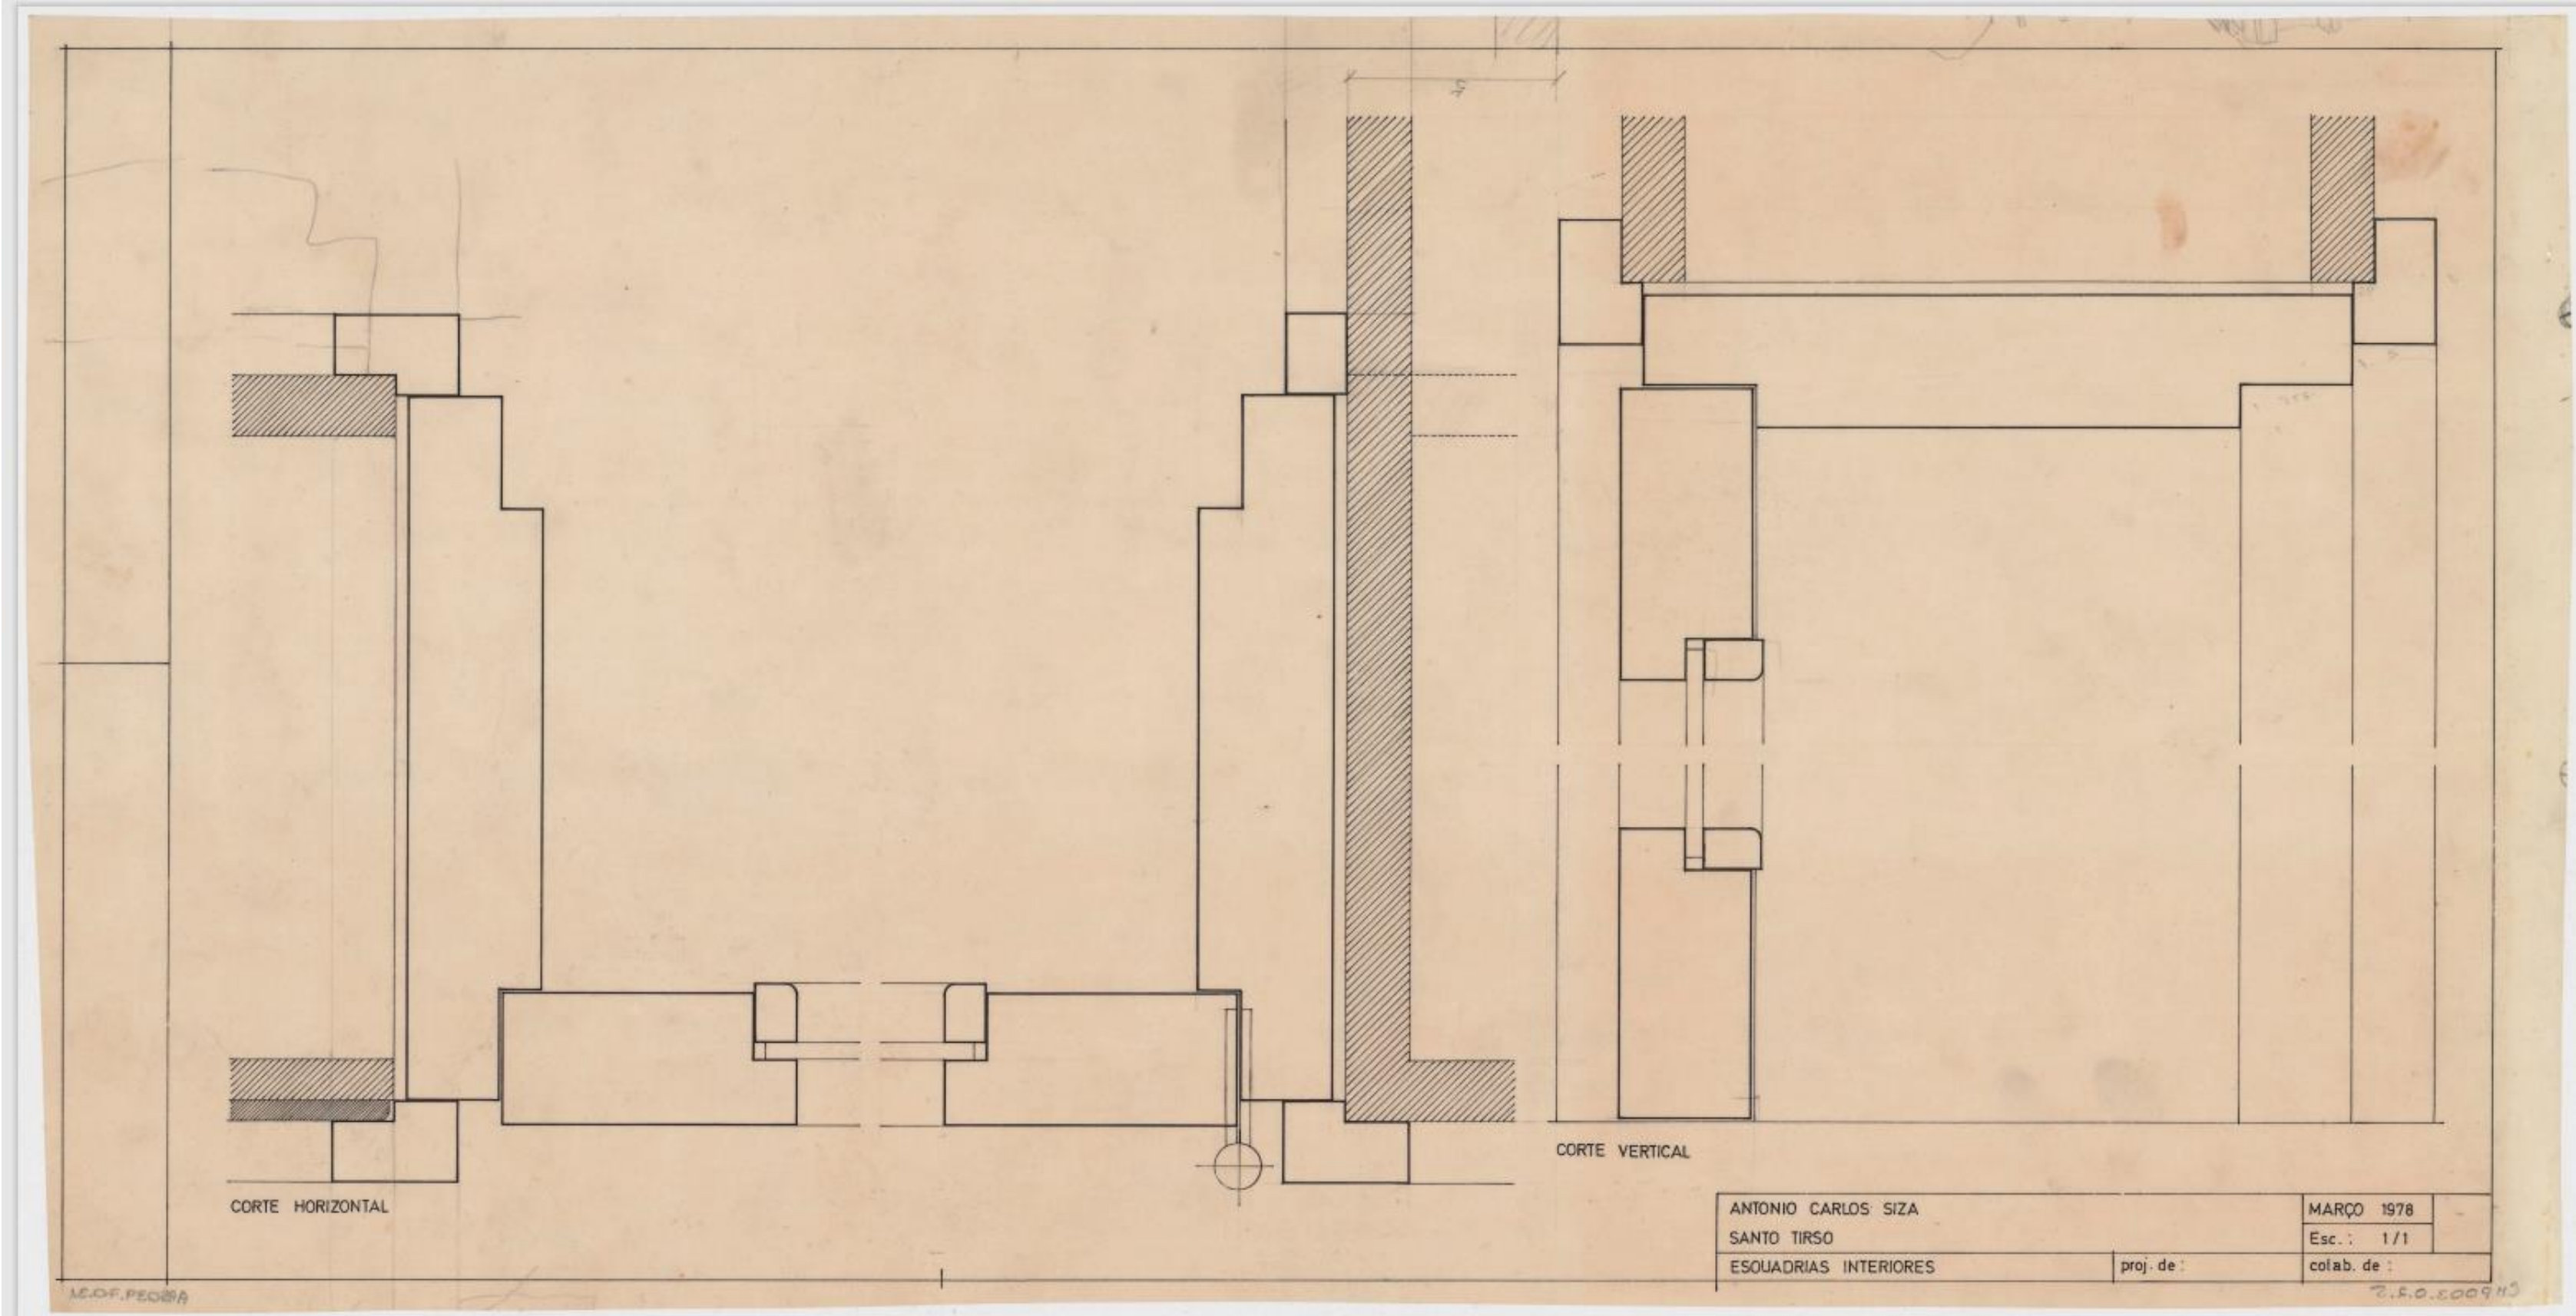 CORTE HORIZONTAL
CORTE VERTICAL
ANTONIO CARLOS SIZA
SANTO TIRSO
ESQUADRIAS INTERIORES
proj. de :
MARÇO 1978
Esc. : 1/1
colab. de :